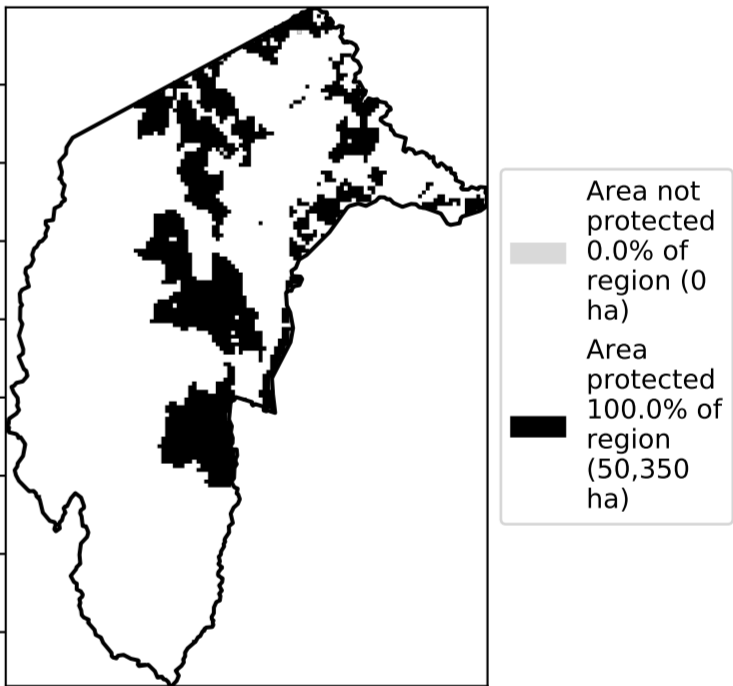 Area not
protected
0.0% of
region (0
ha)
Area
protected
100.0% of
region
(50,350
ha)